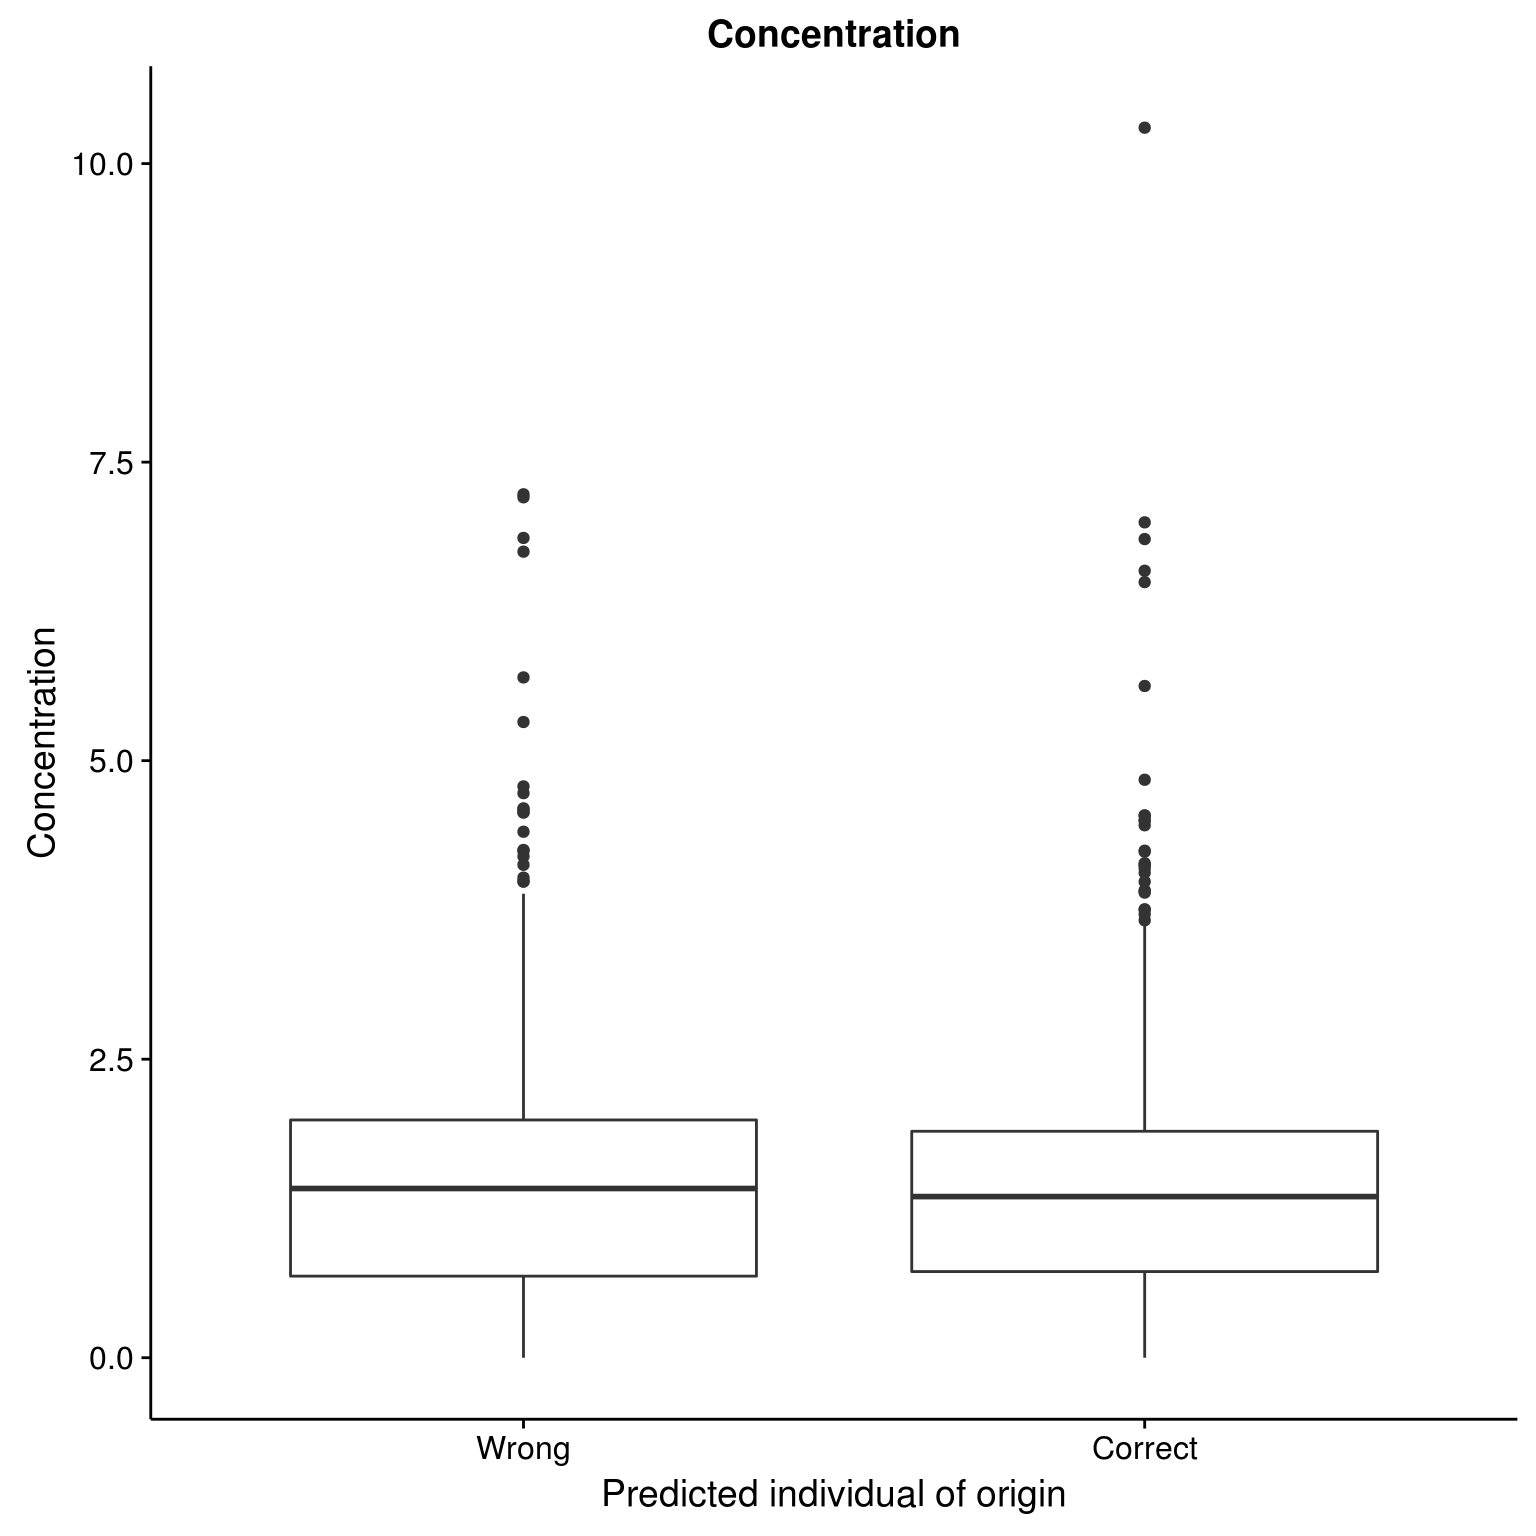 Concentration
10.0
7.5
5.0
2.5
0.0
Concentration
Wrong
Correct
Predicted individual of origin